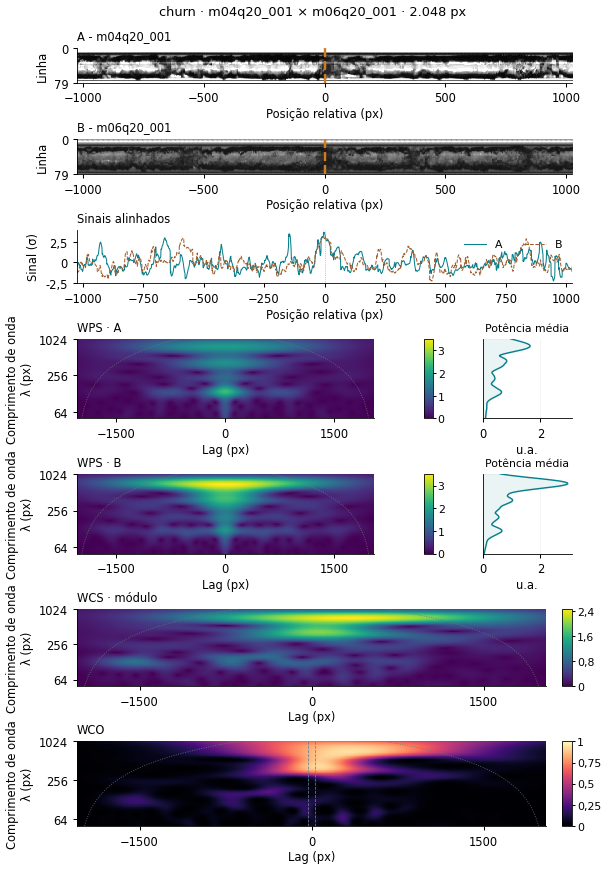 churn · m04q20_001 × m06q20_001 · 2.048 px
A - m04q20_001
0
79
Linha
−1000 −500 0 500 1000
Posição relativa (px)
B - m06q20_001
0
79
Linha
−1000 −500 0 500 1000
Posição relativa (px)
Sinais alinhados
2,5
0
-2,5
Sinal (σ)
A B
−1000 −750 −500 −250 0 250 500 750 1000
Posição relativa (px)
WPS · A
1024
256
64
Comprimento de onda
λ (px)
−1500 0 1500
Lag (px)
3
2
1
0
Potência média
0 2
u.a.
WPS · B
1024
256
64
Comprimento de onda
λ (px)
−1500 0 1500
Lag (px)
3
2
1
0
Potência média
0 2
u.a.
WCS · módulo
1024
256
64
Comprimento de onda
λ (px)
−1500 0 1500
Lag (px)
2,4
1,6
0,8
0
WCO
1024
256
64
Comprimento de onda
λ (px)
−1500 0 1500
Lag (px)
1
0,75
0,5
0,25
0